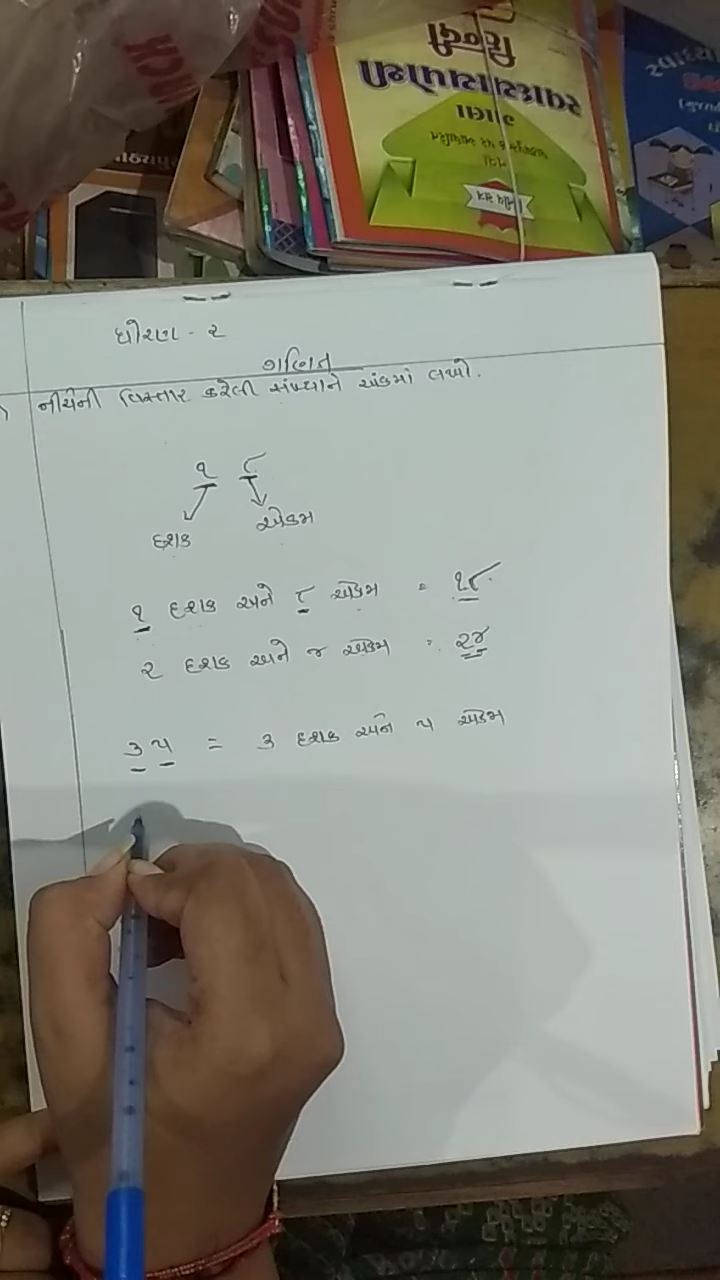 હિન્દી
સ્વાધ્યાયપોથી
ધોરણ - ૨
ગણિત
નીચેની વિસ્તાર કરેલી સંખ્યાને અંકમાં લખો.
૧ ૮
દશક એકમ
૧ દશક અને ૮ એકમ = ૧૮
૨ દશક અને ૪ એકમ = ૨૪
૩૫ = ૩ દશક અને ૫ એકમ